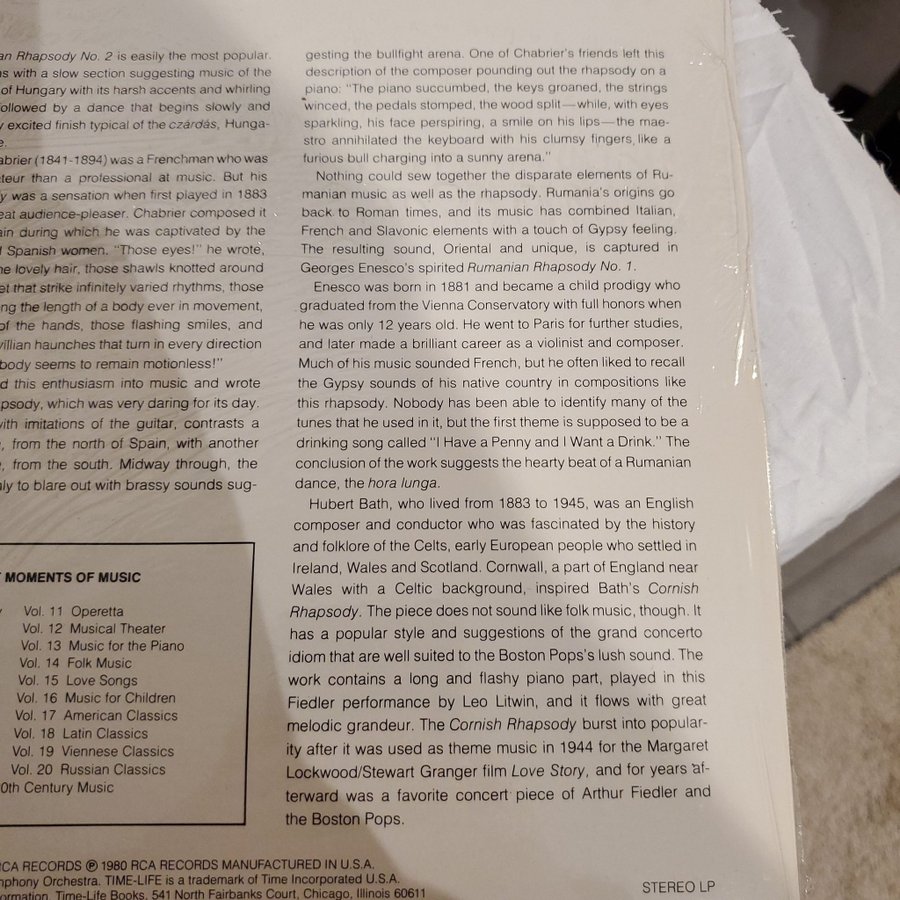 an Rhapsody No. 2 is easily the most popular.
with a slow section suggesting music of the
of Hungary with its harsh accents and whirling
ollowed by a dance that begins slowly and
y excited finish typical of the czárdás, Hunga-
e.
abrier (1841-1894) was a Frenchman who was
teur than a professional at music. But his
y was a sensation when first played in 1883
eat audience-pleaser. Chabrier composed it
ain during which he was captivated by the
Spanish women. "Those eyes!" he wrote,
he lovely hair, those shawls knotted around
et that strike infinitely varied rhythms, those
ng the length of a body ever in movement,
of the hands, those flashing smiles, and
villian haunches that turn in every direction
body seems to remain motionless!"
d this enthusiasm into music and wrote
psody, which was very daring for its day.
with imitations of the guitar, contrasts a
, from the north of Spain, with another
, from the south. Midway through, the
ly to blare out with brassy sounds sug-
gesting the bullfight arena. One of Chabrier's friends left this
description of the composer pounding out the rhapsody on a
piano: "The piano succumbed, the keys groaned, the strings
winced, the pedals stomped, the wood split—while, with eyes
sparkling, his face perspiring, a smile on his lips—the mae-
stro annihilated the keyboard with his clumsy fingers like a
furious bull charging into a sunny arena."
Nothing could sew together the disparate elements of Ru-
manian music as well as the rhapsody. Rumania's origins go
back to Roman times, and its music has combined Italian,
French and Slavonic elements with a touch of Gypsy feeling.
The resulting sound, Oriental and unique, is captured in
Georges Enesco's spirited Rumanian Rhapsody No. 1.
Enesco was born in 1881 and became a child prodigy who
graduated from the Vienna Conservatory with full honors when
he was only 12 years old. He went to Paris for further studies,
and later made a brilliant career as a violinist and composer.
Much of his music sounded French, but he often liked to recall
the Gypsy sounds of his native country in compositions like
this rhapsody. Nobody has been able to identify many of the
tunes that he used in it, but the first theme is supposed to be a
drinking song called "I Have a Penny and I Want a Drink." The
conclusion of the work suggests the hearty beat of a Rumanian
dance, the hora lunga.
Hubert Bath, who lived from 1883 to 1945, was an English
composer and conductor who was fascinated by the history
and folklore of the Celts, early European people who settled in
Ireland, Wales and Scotland. Cornwall, a part of England near
Wales with a Celtic background, inspired Bath's Cornish
Rhapsody. The piece does not sound like folk music, though. It
has a popular style and suggestions of the grand concerto
idiom that are well suited to the Boston Pops's lush sound. The
work contains a long and flashy piano part, played in this
Fiedler performance by Leo Litwin, and it flows with great
melodic grandeur. The Cornish Rhapsody burst into popular-
ity after it was used as theme music in 1944 for the Margaret
Lockwood/Stewart Granger film Love Story, and for years af-
terward was a favorite concert piece of Arthur Fiedler and
the Boston Pops.
MOMENTS OF MUSIC
Vol. 11 Operetta
Vol. 12 Musical Theater
Vol. 13 Music for the Piano
Vol. 14 Folk Music
Vol. 15 Love Songs
Vol. 16 Music for Children
Vol. 17 American Classics
Vol. 18 Latin Classics
Vol. 19 Viennese Classics
Vol. 20 Russian Classics
0th Century Music
RCA RECORDS ℗ 1980 RCA RECORDS MANUFACTURED IN U.S.A.
mphony Orchestra. TIME-LIFE is a trademark of Time Incorporated U.S.A.
ormation, Time-Life Books, 541 North Fairbanks Court, Chicago, Illinois 60611
STEREO LP